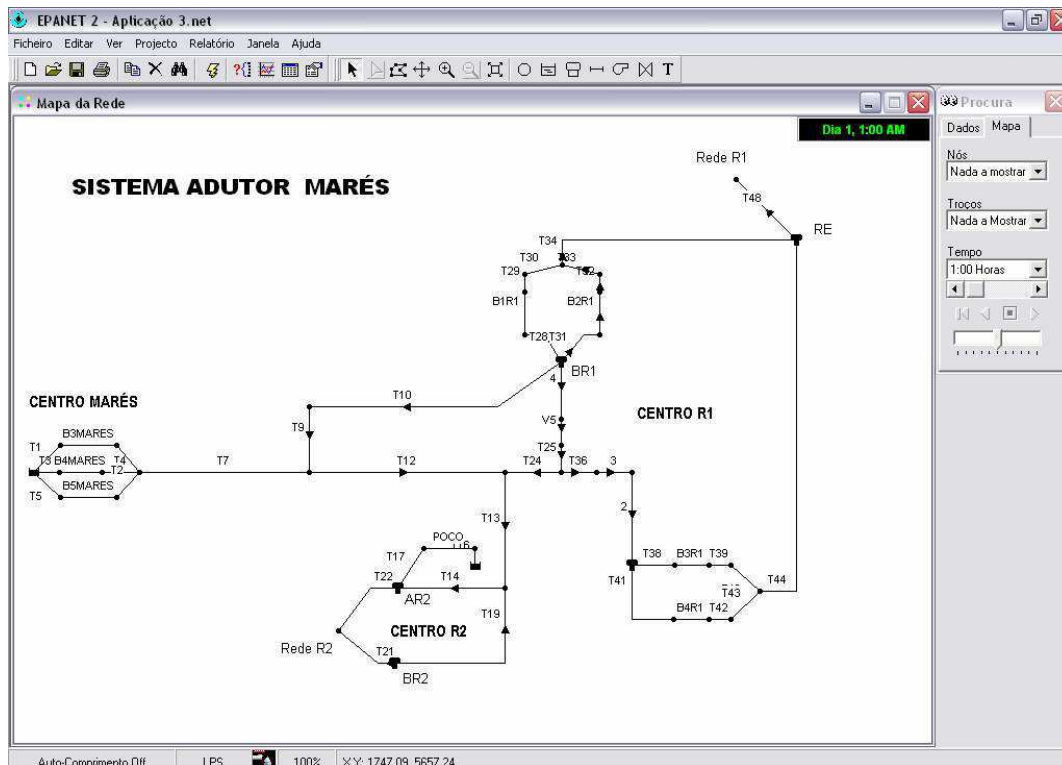 EPANET 2 - Aplicação 3.net
Ficheiro Editar Ver Projecto Relatório Janela Ajuda
T
Mapa da Rede
Dia 1, 1:00 AM
SISTEMA ADUTOR MARÉS
Rede R1
T48
RE
T34
T30
T33
T29
T32
B1R1
B2R1
T28
T31
BR1
4
T10
CENTRO MARÉS
CENTRO R1
V5
T9
B3MARES
T1
T25
T3
B4MARES
T4
T2
T7
T12
T24
T36
3
B5MARES
T5
T13
2
POCO
T17
T38
B3R1
T39
T22
T14
T41
T44
T43
AR2
T19
B4R1
T42
CENTRO R2
Rede R2
T21
BR2
Procura
Dados Mapa
Nós
Nada a mostrar
Troços
Nada a Mostrar
Tempo
1:00 Horas
Auto-Comprimento Off
LPS
100%
X,Y: 1747.09, 5657.24